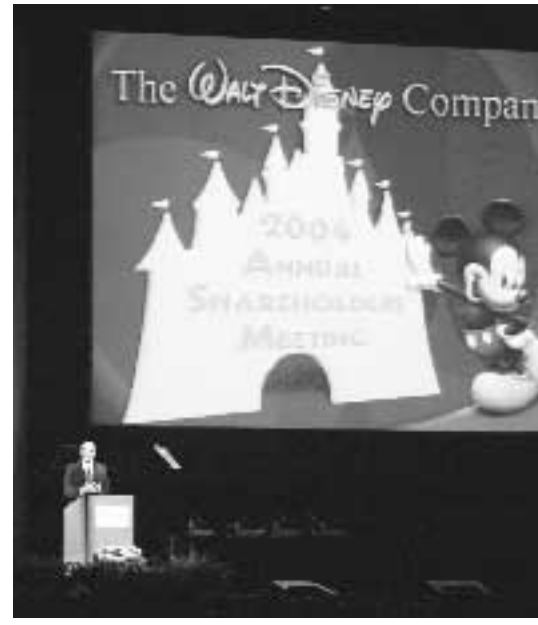 The WALT DISNEY Compan
2004
ANNUAL
SHAREHOLDERS
MEETING